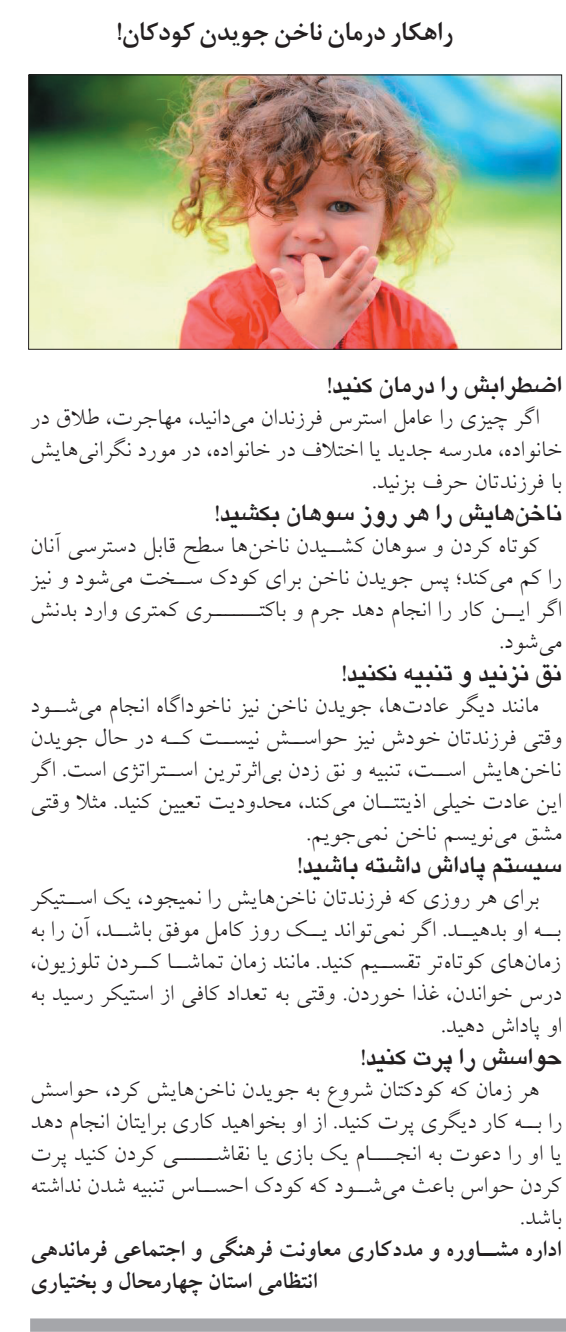 راهکار درمان ناخن جویدن کودکان!
اضطرابش را درمان کنید!
اگر چیزی را عامل استرس فرزندان می‌دانید، مهاجرت، طلاق در
خانواده، مدرسه جدید یا اختلاف در خانواده، در مورد نگرانی‌هایش
با فرزندتان حرف بزنید.
ناخن‌هایش را هر روز سوهان بکشید!
کوتاه کردن و سوهان کشیدن ناخن‌ها سطح قابل دسترسی آنان
را کم می‌کند؛ پس جویدن ناخن برای کودک سخت می‌شود و نیز
اگر این کار را انجام دهد جرم و باکتری کمتری وارد بدنش
می‌شود.
نق نزنید و تنبیه نکنید!
مانند دیگر عادت‌ها، جویدن ناخن نیز ناخوداگاه انجام می‌شود
وقتی فرزندتان خودش نیز حواسش نیست که در حال جویدن
ناخن‌هایش است، تنبیه و نق زدن بی‌اثرترین استراتژی است. اگر
این عادت خیلی اذیتتان می‌کند، محدودیت تعیین کنید. مثلا وقتی
مشق می‌نویسم ناخن نمی‌جویم.
سیستم پاداش داشته باشید!
برای هر روزی که فرزندتان ناخن‌هایش را نمیجود، یک استیکر
به او بدهید. اگر نمی‌تواند یک روز کامل موفق باشد، آن را به
زمان‌های کوتاه‌تر تقسیم کنید. مانند زمان تماشا کردن تلوزیون،
درس خواندن، غذا خوردن. وقتی به تعداد کافی از استیکر رسید به
او پاداش دهید.
حواسش را پرت کنید!
هر زمان که کودکتان شروع به جویدن ناخن‌هایش کرد، حواسش
را به کار دیگری پرت کنید. از او بخواهید کاری برایتان انجام دهد
یا او را دعوت به انجام یک بازی یا نقاشی کردن کنید پرت
کردن حواس باعث می‌شود که کودک احساس تنبیه شدن نداشته
باشد.
اداره مشاوره و مددکاری معاونت فرهنگی و اجتماعی فرماندهی
انتظامی استان چهارمحال و بختیاری